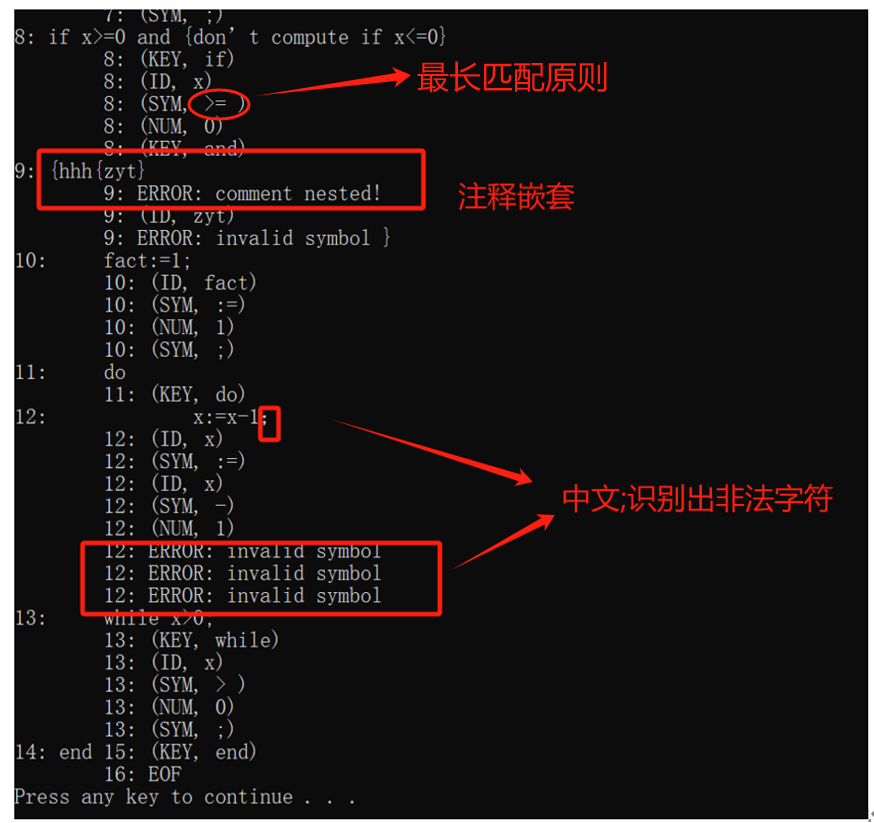 7: (SYM, ;)
8: if x>=0 and {don't compute if x<=0}
8: (KEY, if)
8: (ID, x)
8: (SYM, >= )
最长匹配原则
8: (NUM, 0)
8: (KEY, and)
9: {hhh{zyt}
9: ERROR: comment nested!
注释嵌套
9: (ID, zyt)
9: ERROR: invalid symbol }
10: fact:=1;
10: (ID, fact)
10: (SYM, :=)
10: (NUM, 1)
10: (SYM, ;)
11: do
11: (KEY, do)
12: x:=x-1；
12: (ID, x)
12: (SYM, :=)
12: (ID, x)
12: (SYM, -)
12: (NUM, 1)
中文;识别出非法字符
12: ERROR: invalid symbol
12: ERROR: invalid symbol
12: ERROR: invalid symbol
13: while x>0;
13: (KEY, while)
13: (ID, x)
13: (SYM, > )
13: (NUM, 0)
13: (SYM, ;)
14: end 15: (KEY, end)
16: EOF
Press any key to continue . . .